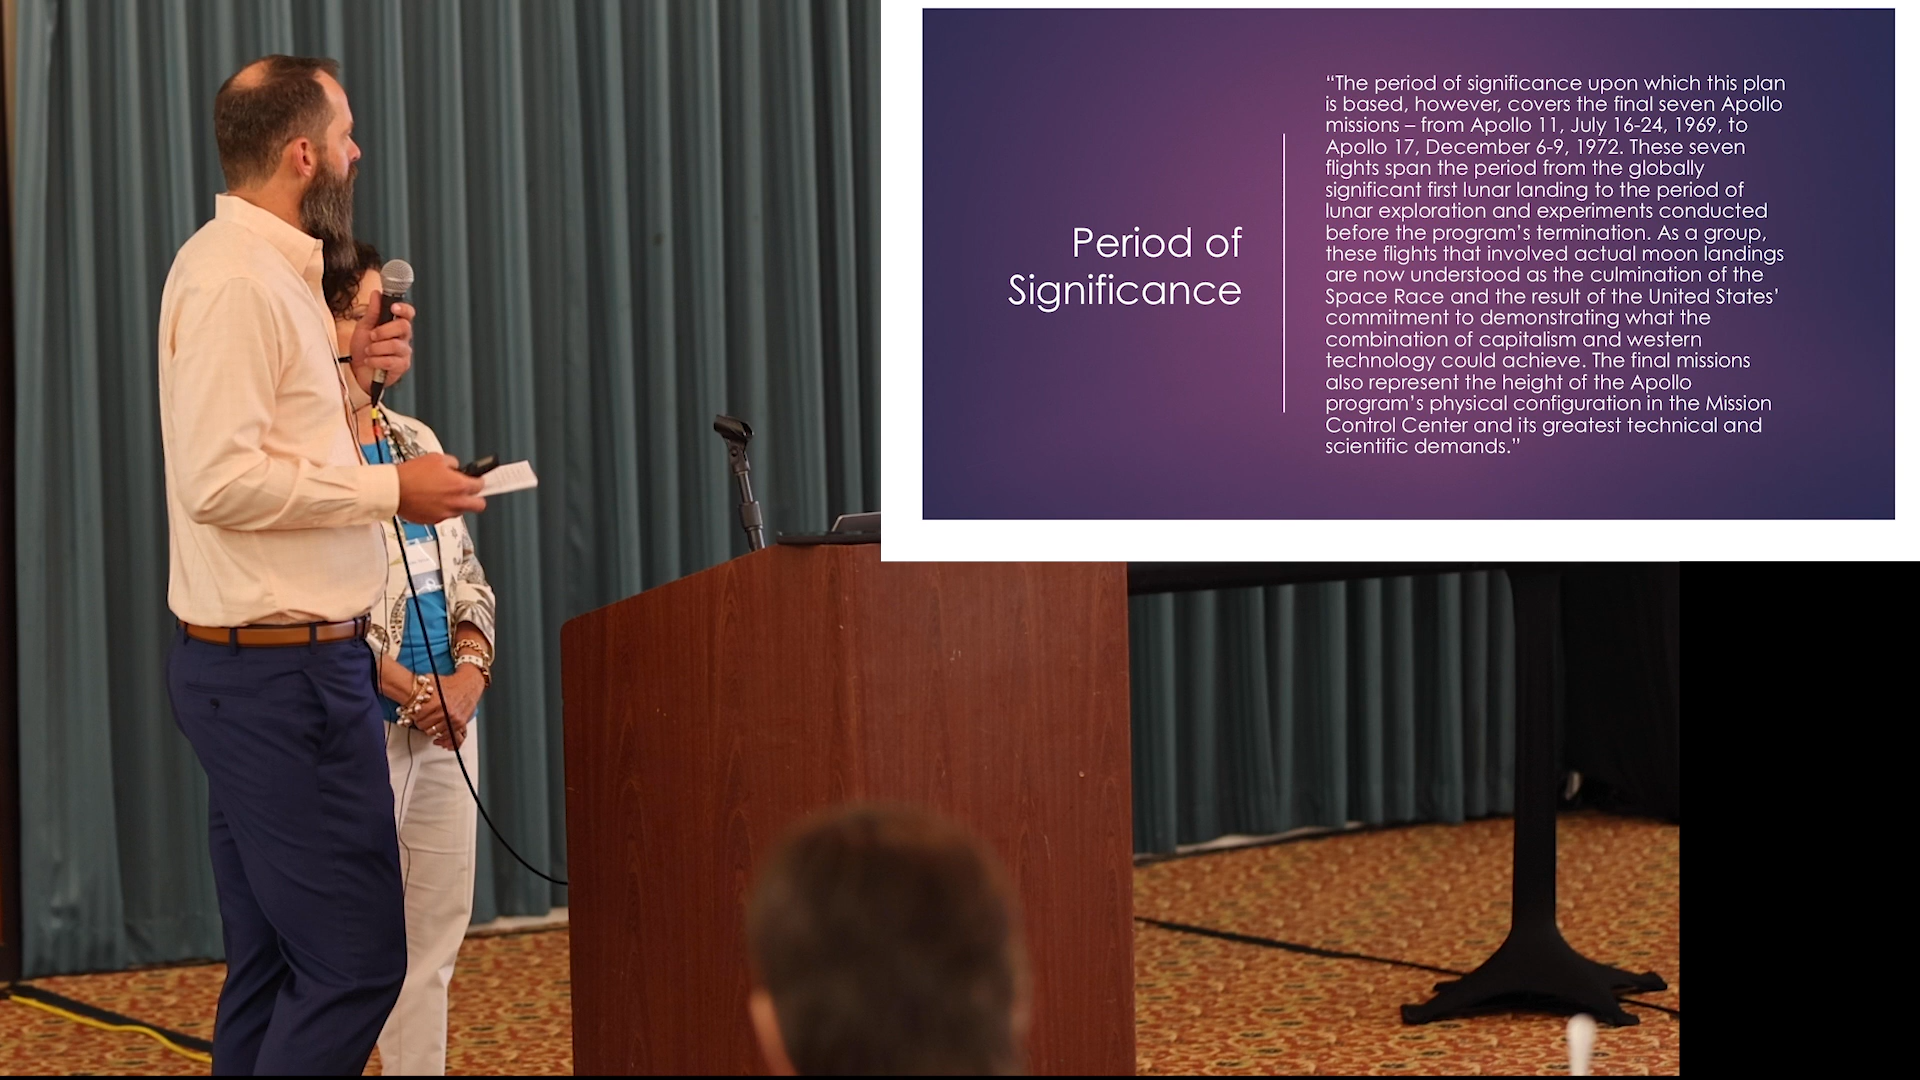 Period of
Significance
“The period of significance upon which this plan
is based, however, covers the final seven Apollo
missions – from Apollo 11, July 16-24, 1969, to
Apollo 17, December 6-9, 1972. These seven
flights span the period from the globally
significant first lunar landing to the period of
lunar exploration and experiments conducted
before the program’s termination. As a group,
these flights that involved actual moon landings
are now understood as the culmination of the
Space Race and the result of the United States’
commitment to demonstrating what the
combination of capitalism and western
technology could achieve. The final missions
also represent the height of the Apollo
program’s physical configuration in the Mission
Control Center and its greatest technical and
scientific demands.”